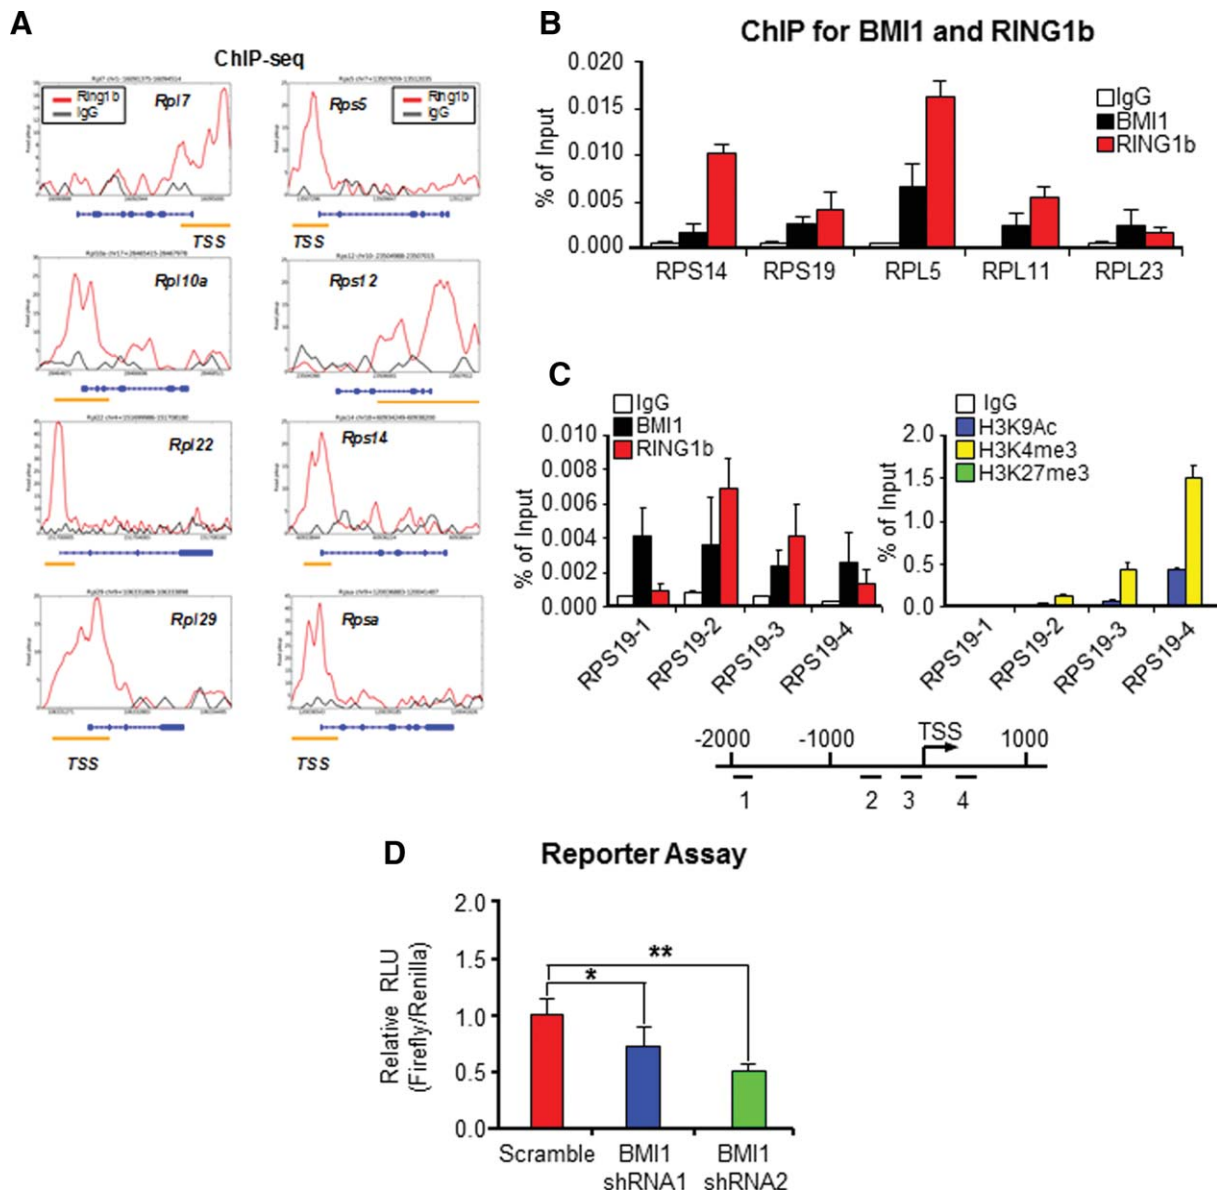 A
ChIP-seq
Rpl7
Ring1b
IgG
Rps5
Ring1b
IgG
TSS
TSS
Rpl10a
Rps12
Rpl22
Rps14
Rpl29
Rpsa
TSS
TSS
B
ChIP for BMI1 and RING1b
% of Input
0.020
0.015
0.010
0.005
0.000
IgG
BMI1
RING1b
RPS14 RPS19 RPL5 RPL11 RPL23
C
IgG
BMI1
RING1b
% of Input
0.010
0.008
0.006
0.004
0.002
0.000
RPS19-1 RPS19-2 RPS19-3 RPS19-4
IgG
H3K9Ac
H3K4me3
H3K27me3
% of Input
2.0
1.5
1.0
0.5
0.0
RPS19-1 RPS19-2 RPS19-3 RPS19-4
-2000 -1000 TSS 1000
1 2 3 4
D
Reporter Assay
Relative RLU
(Firefly/Renilla)
2.0
1.5
1.0
0.5
0.0
**
*
Scramble BMI1 BMI1
shRNA1 shRNA2